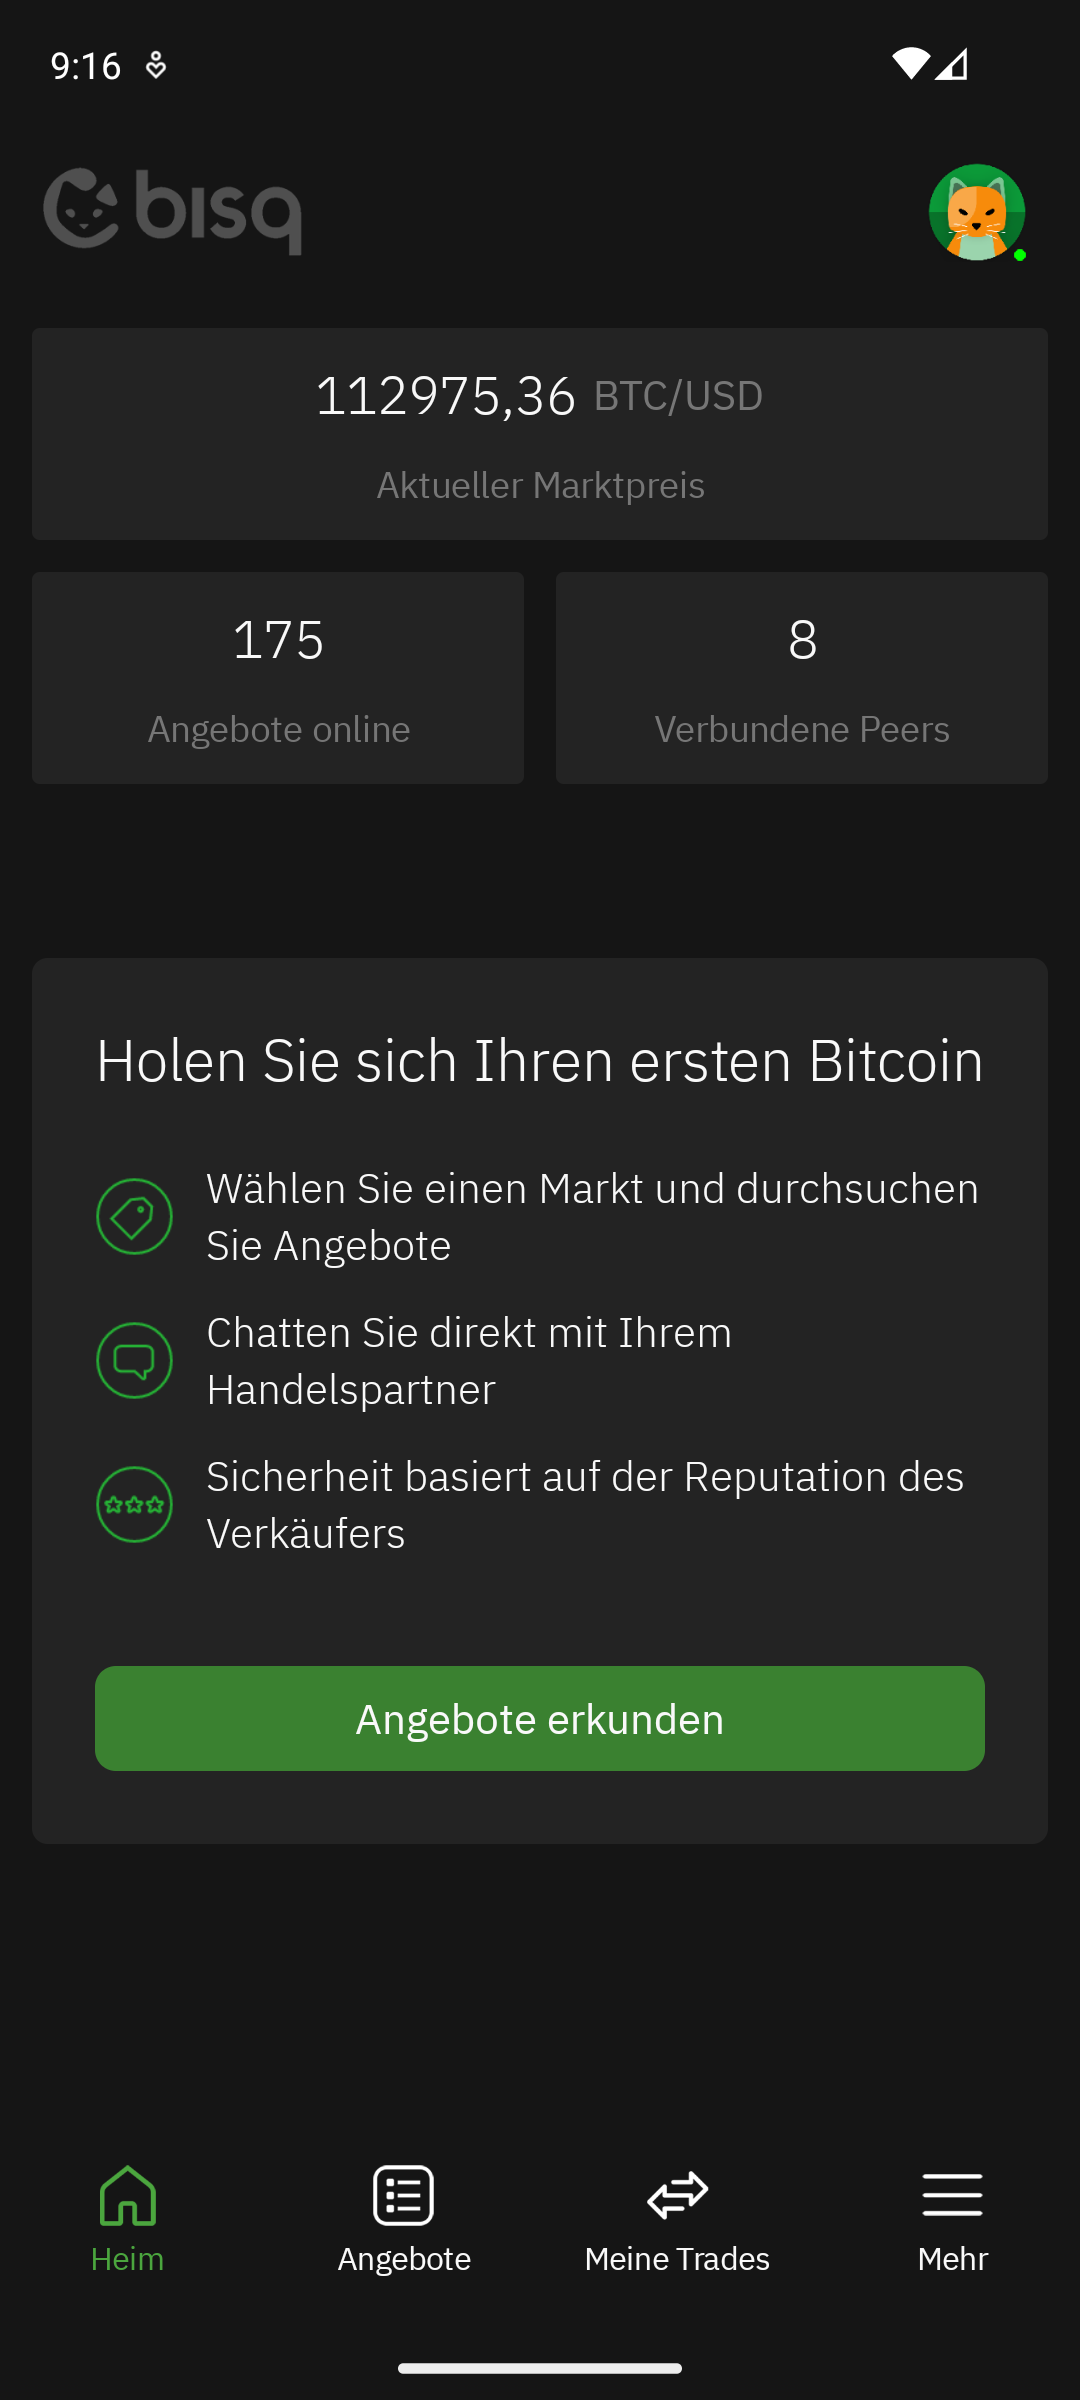 9:16
bisq
112975,36 BTC/USD
Aktueller Marktpreis
175
Angebote online
8
Verbundene Peers
Holen Sie sich Ihren ersten Bitcoin
Wählen Sie einen Markt und durchsuchen
Sie Angebote
Chatten Sie direkt mit Ihrem
Handelspartner
Sicherheit basiert auf der Reputation des
Verkäufers
Angebote erkunden
Heim
Angebote
Meine Trades
Mehr